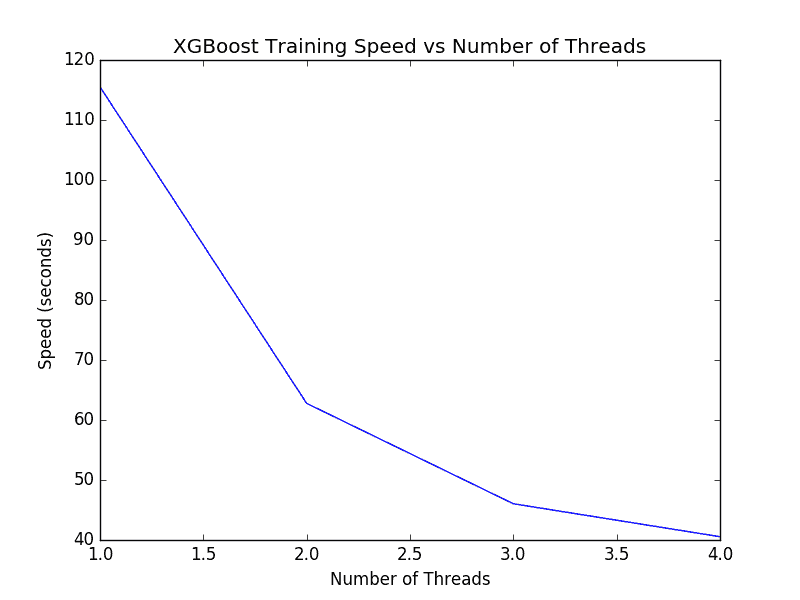 XGBoost Training Speed vs Number of Threads
120
110
100
90
80
70
60
50
40
Speed (seconds)
1.0 1.5 2.0 2.5 3.0 3.5 4.0
Number of Threads